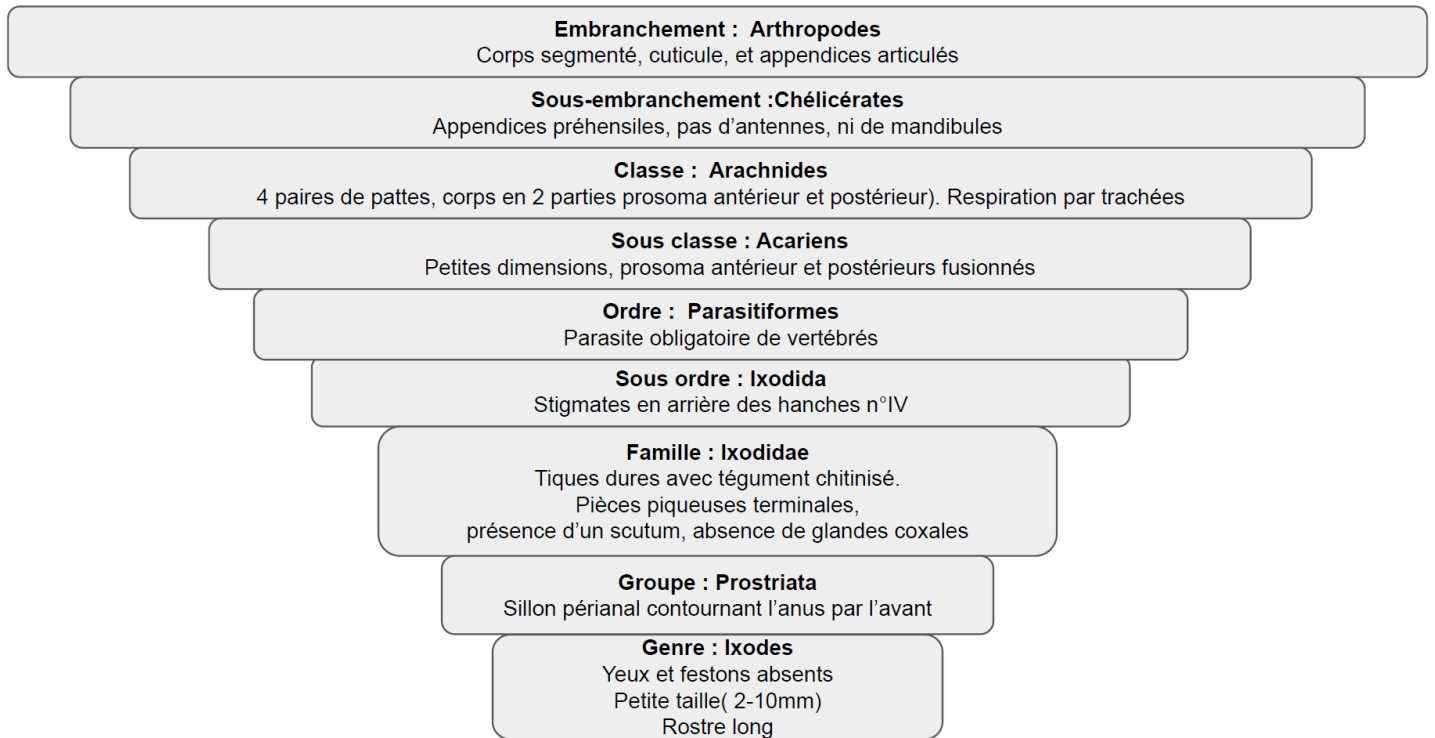 Embranchement :  Arthropodes
Corps segmenté, cuticule, et appendices articulés
Sous-embranchement :Chélicérates
Appendices préhensiles, pas d’antennes, ni de mandibules
Classe :  Arachnides
4 paires de pattes, corps en 2 parties prosoma antérieur et postérieur). Respiration par trachées
Sous classe : Acariens
Petites dimensions, prosoma antérieur et postérieurs fusionnés
Ordre :  Parasitiformes
Parasite obligatoire de vertébrés
Sous ordre : Ixodida
Stigmates en arrière des hanches n°IV
Famille : Ixodidae
Tiques dures avec tégument chitinisé.
Pièces piqueuses terminales,
présence d’un scutum, absence de glandes coxales
Groupe : Prostriata
Sillon périanal contournant l’anus par l’avant
Genre : Ixodes
Yeux et festons absents
Petite taille( 2-10mm)
Rostre long